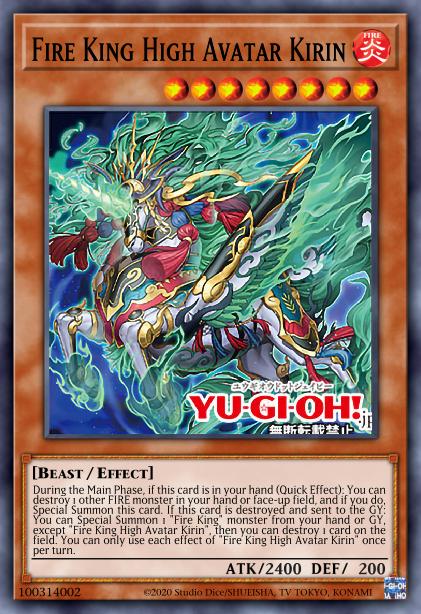 FIRE KING HIGH AVATAR KIRIN
FIRE
炎
ユウギオウドットジェイピー
YU-GI-OH!
無断転載禁止
[BEAST / EFFECT]
During the Main Phase, if this card is in your hand (Quick Effect): You can
destroy 1 other FIRE monster in your hand or face-up field, and if you do,
Special Summon this card. If this card is destroyed and sent to the GY:
You can Special Summon 1 "Fire King" monster from your hand or GY,
except "Fire King High Avatar Kirin", then you can destroy 1 card on
the field. You can only use each effect of "Fire King High Avatar Kirin" once
per turn.
ATK/2400 DEF/ 200
100314002
©2020 Studio Dice/SHUEISHA, TV TOKYO, KONAMI